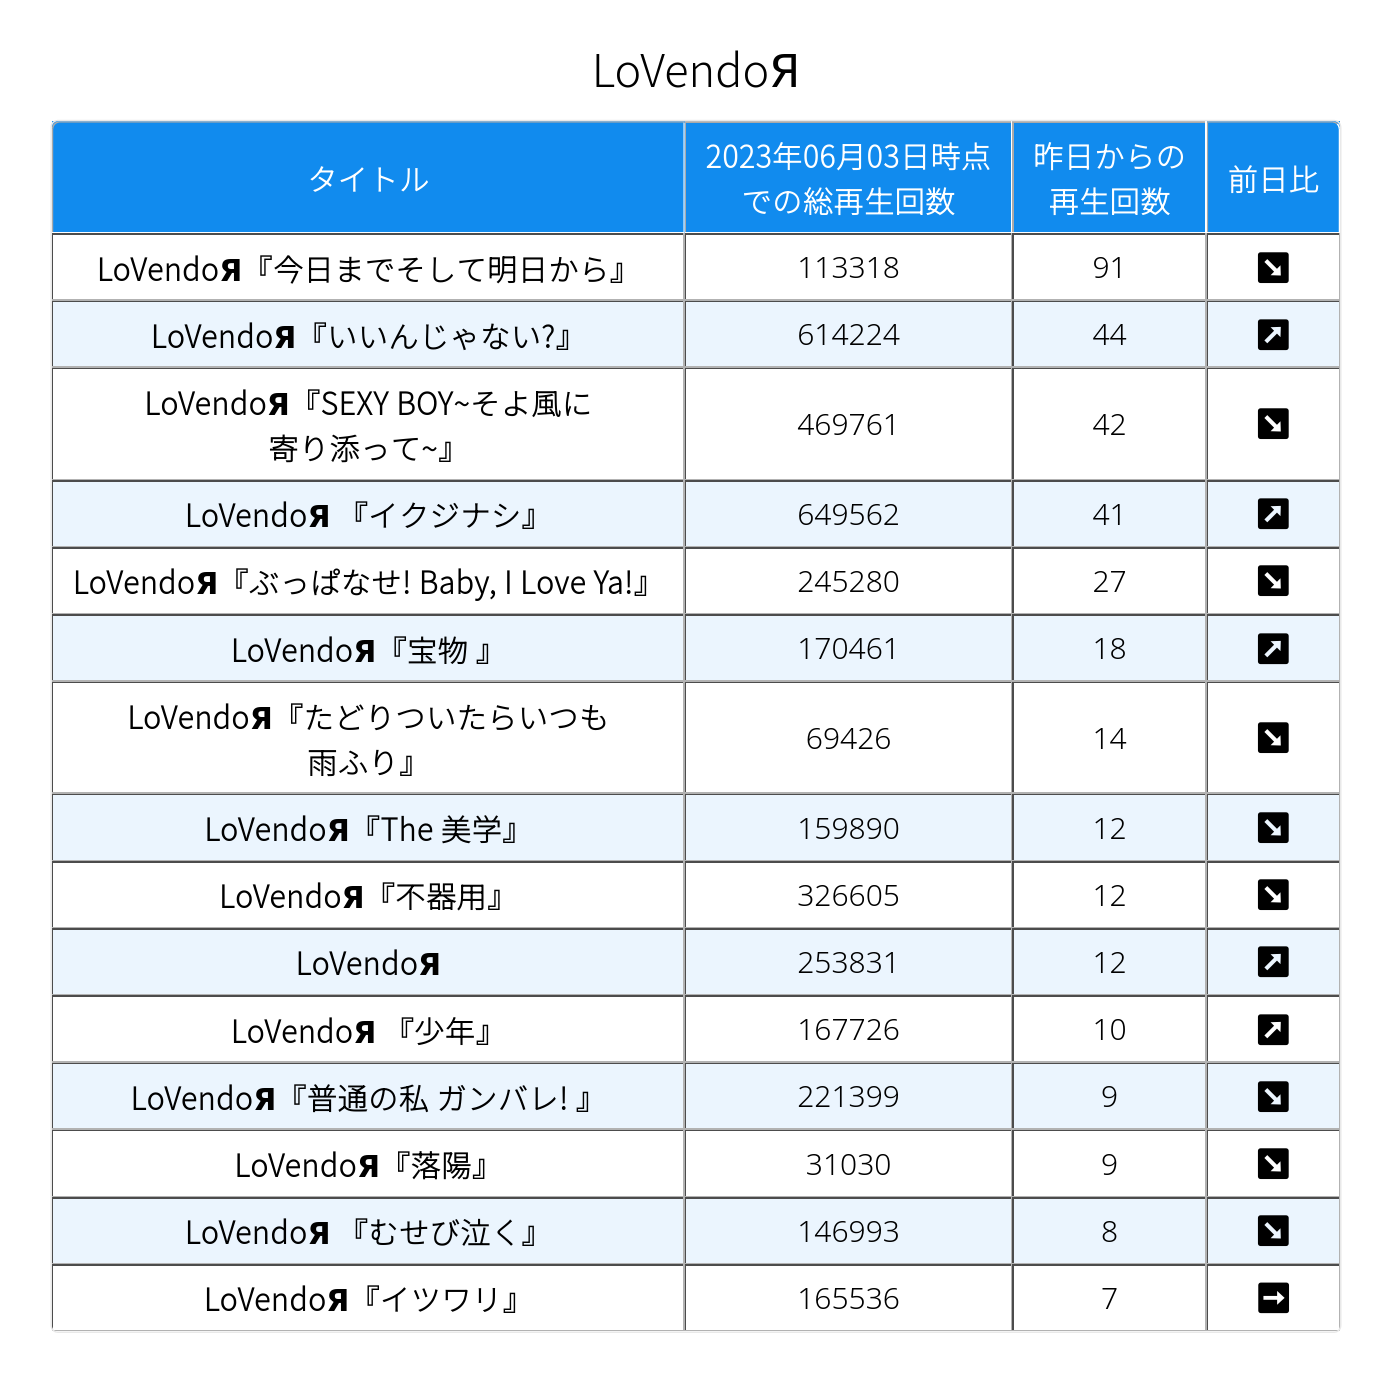 LoVendoЯ
タイトル
2023年06月03日時点
での総再生回数
昨日からの
再生回数
前日比
LoVendoЯ『今日までそして明日から』 113318 91 ↘
LoVendoЯ『いいんじゃない?』 614224 44 ↗
LoVendoЯ『SEXY BOY~そよ風に
寄り添って~』 469761 42 ↘
LoVendoЯ 『イクジナシ』 649562 41 ↗
LoVendoЯ『ぶっぱなせ! Baby, I Love Ya!』 245280 27 ↘
LoVendoЯ『宝物 』 170461 18 ↗
LoVendoЯ『たどりついたらいつも
雨ふり』 69426 14 ↘
LoVendoЯ『The 美学』 159890 12 ↘
LoVendoЯ『不器用』 326605 12 ↘
LoVendoЯ 253831 12 ↗
LoVendoЯ 『少年』 167726 10 ↗
LoVendoЯ『普通の私 ガンバレ! 』 221399 9 ↘
LoVendoЯ『落陽』 31030 9 ↘
LoVendoЯ 『むせび泣く』 146993 8 ↘
LoVendoЯ『イツワリ』 165536 7 →